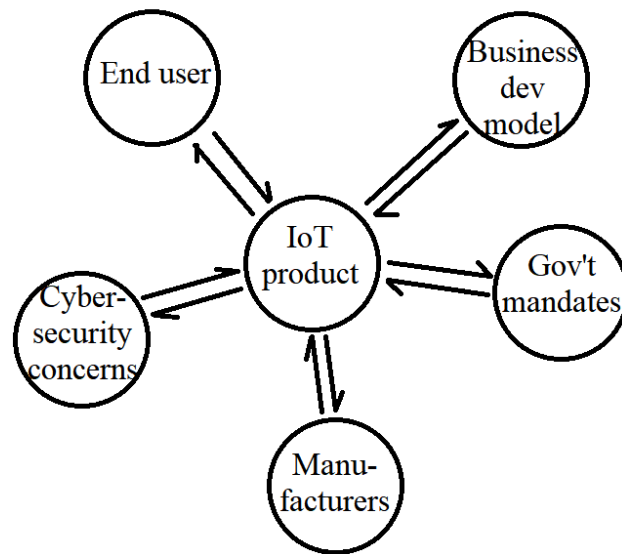 End user
Business
dev
model
IoT
product
Gov't
mandates
Cyber-
security
concerns
Manu-
facturers